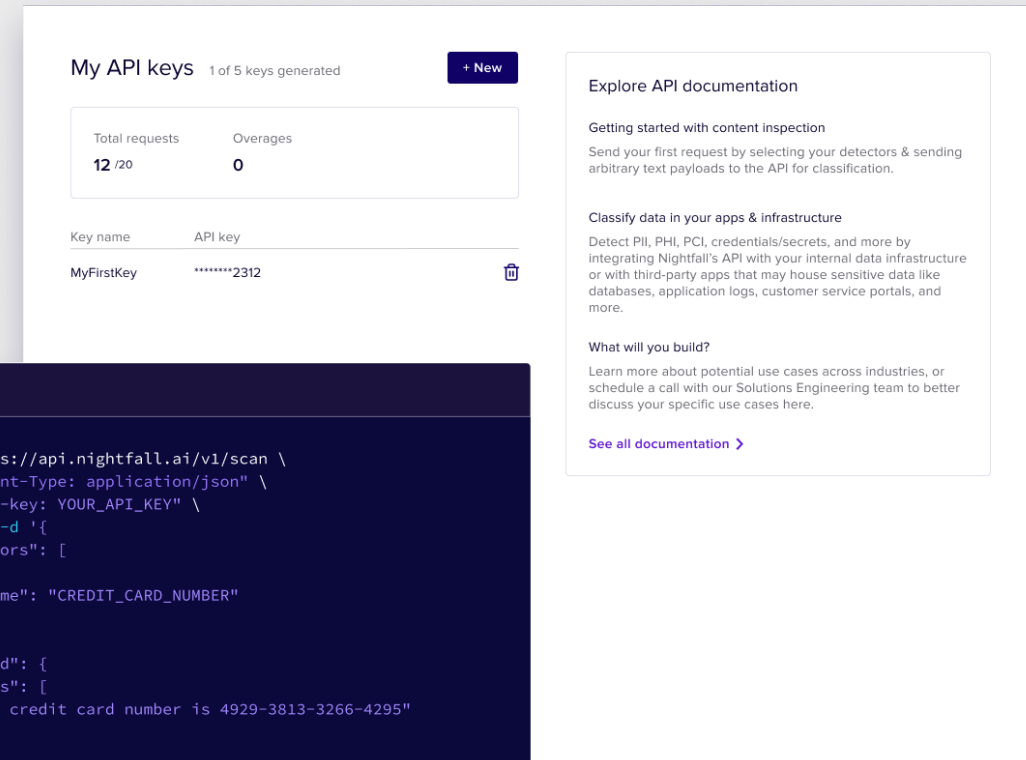 My API keys 1 of 5 keys generated
+ New
Total requests Overages
12 /20 0
Key name API key
MyFirstKey ********2312
Explore API documentation
Getting started with content inspection
Send your first request by selecting your detectors & sending
arbitrary text payloads to the API for classification.
Classify data in your apps & infrastructure
Detect PII, PHI, PCI, credentials/secrets, and more by
integrating Nightfall's API with your internal data infrastructure
or with third-party apps that may house sensitive data like
databases, application logs, customer service portals, and
more.
What will you build?
Learn more about potential use cases across industries, or
schedule a call with our Solutions Engineering team to better
discuss your specific use cases here.
See all documentation
s://api.nightfall.ai/v1/scan \
nt-Type: application/json" \
-key: YOUR_API_KEY" \
-d '{
ors": [
me": "CREDIT_CARD_NUMBER"
d": {
s": [
credit card number is 4929-3813-3266-4295"